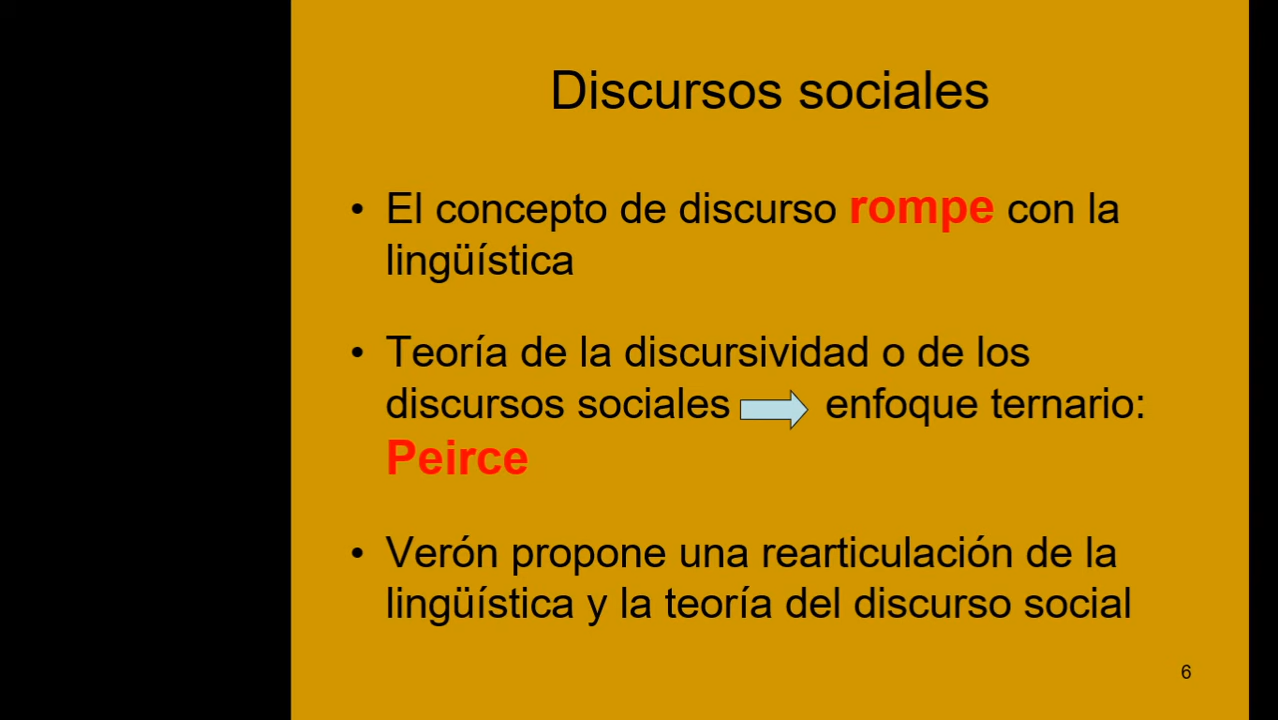 Discursos sociales
• El concepto de discurso rompe con la
lingüística
• Teoría de la discursividad o de los
discursos sociales enfoque ternario:
Peirce
• Verón propone una rearticulación de la
lingüística y la teoría del discurso social
6